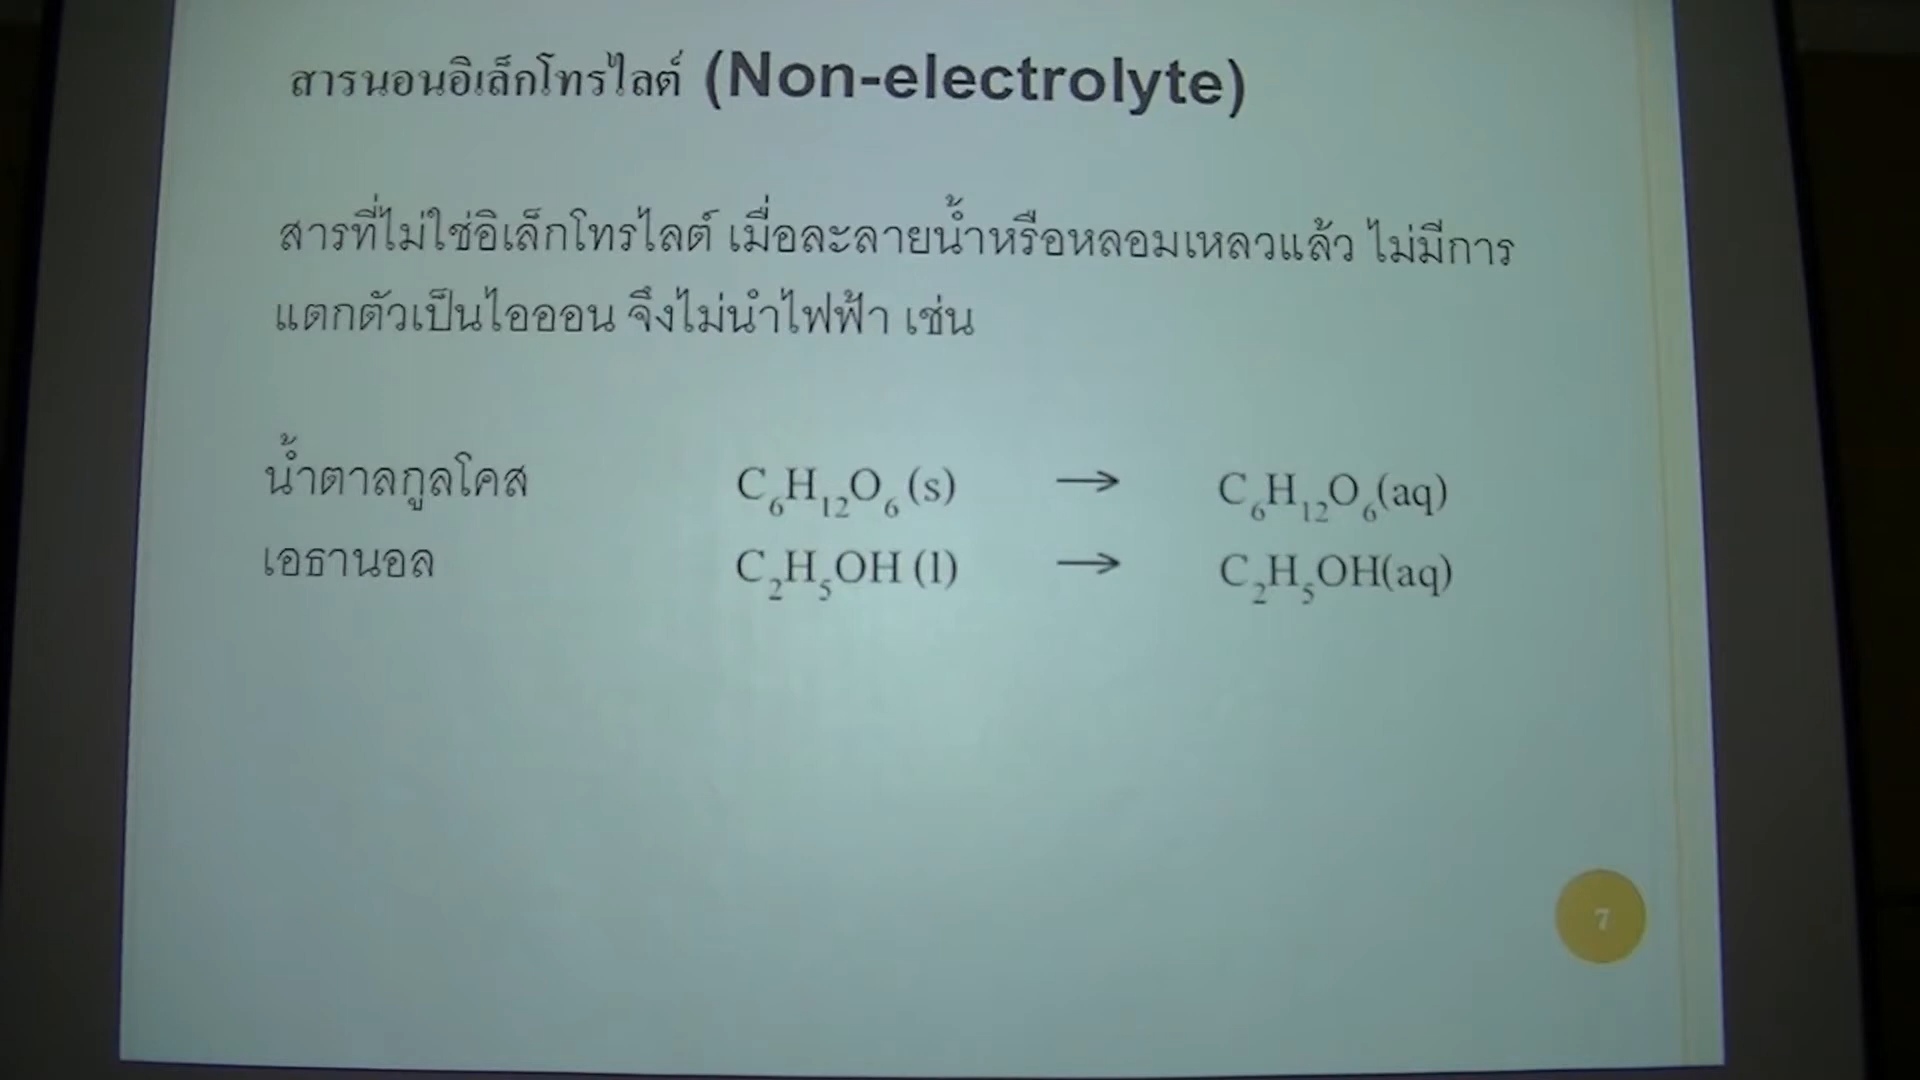 สารนอนอิเล็กโทรไลต์ (Non-electrolyte)
สารที่ไม่ใช่อิเล็กโทรไลต์ เมื่อละลายน้ำหรือหลอมเหลวแล้ว ไม่มีการ
แตกตัวเป็นไอออน จึงไม่นำไฟฟ้า เช่น
น้ำตาลกูลโคส C₆H₁₂O₆ (s) → C₆H₁₂O₆(aq)
เอธานอล C₂H₅OH (l) → C₂H₅OH(aq)
7